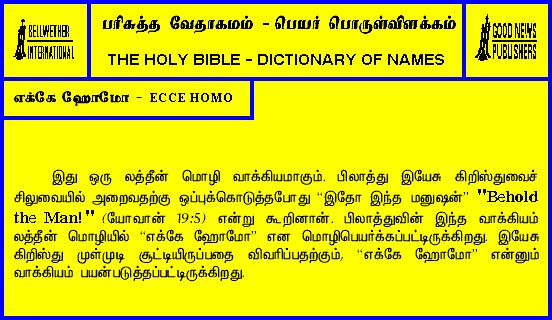 BELLWETHER
INTERNATIONAL
பரிசுத்த வேதாகமம் - பெயர் பொருள்விளக்கம்
THE HOLY BIBLE - DICTIONARY OF NAMES
GOOD NEWS
PUBLISHERS
எக்கே ஹோமோ - ECCE HOMO
இது ஒரு லத்தீன் மொழி வாக்கியமாகும். பிலாத்து இயேசு கிறிஸ்துவைச்
சிலுவையில் அறைவதற்கு ஒப்புக்கொடுத்தபோது “இதோ இந்த மனுஷன்” "Behold
the Man!" (யோவான் 19:5) என்று கூறினான். பிலாத்துவின் இந்த வாக்கியம்
லத்தீன் மொழியில் “எக்கே ஹோமோ” என மொழிபெயர்க்கப்பட்டிருக்கிறது. இயேசு
கிறிஸ்து முள்முடி சூட்டியிருப்பதை விவரிப்பதற்கும், “எக்கே ஹோமோ” என்னும்
வாக்கியம் பயன்படுத்தப்பட்டிருக்கிறது.